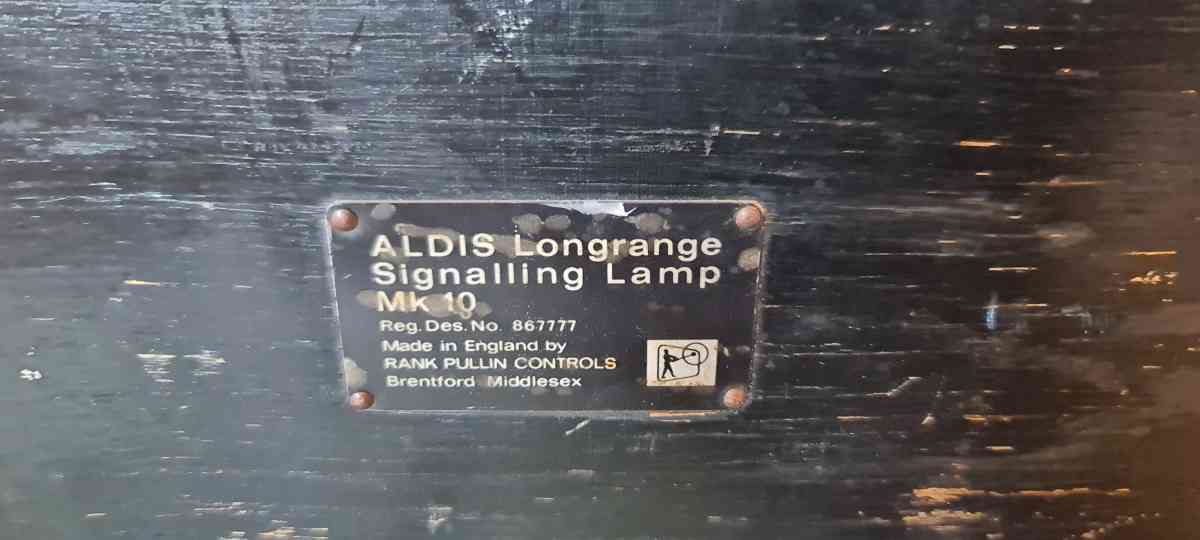 ALDIS Longrange
Signalling Lamp
Mk 10
Reg. Des. No. 867777
Made in England by
RANK PULLIN CONTROLS
Brentford Middlesex